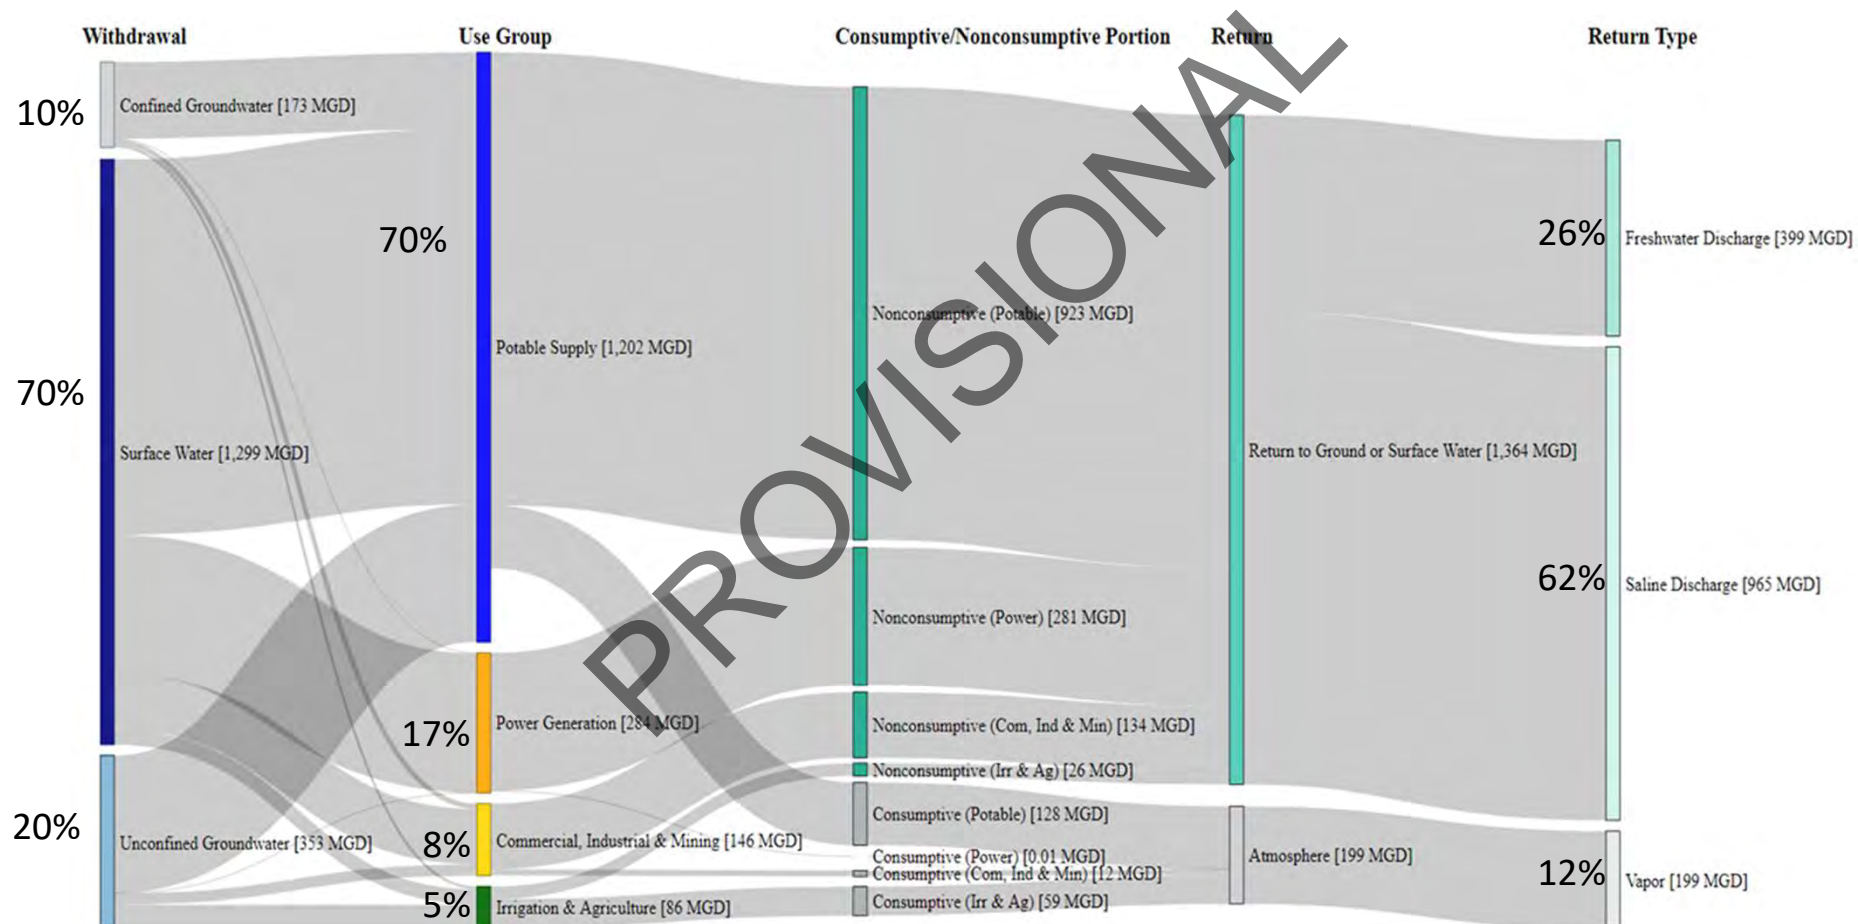 Withdrawal
Use Group
Consumptive/Nonconsumptive Portion
Return
Return Type
10%
Confined Groundwater [173 MGD]
70%
Surface Water [1,299 MGD]
20%
Unconfined Groundwater [353 MGD]
70%
Potable Supply [1,202 MGD]
17%
Power Generation [284 MGD]
8%
Commercial, Industrial & Mining [146 MGD]
5%
Irrigation & Agriculture [86 MGD]
Nonconsumptive (Potable) [923 MGD]
Nonconsumptive (Power) [281 MGD]
Nonconsumptive (Com, Ind & Min) [134 MGD]
Nonconsumptive (Irr & Ag) [26 MGD]
Consumptive (Potable) [128 MGD]
Consumptive (Power) [0.01 MGD]
Consumptive (Com, Ind & Min) [12 MGD]
Consumptive (Irr & Ag) [59 MGD]
Return to Ground or Surface Water [1,364 MGD]
Atmosphere [199 MGD]
26%
Freshwater Discharge [399 MGD]
62%
Saline Discharge [965 MGD]
12%
Vapor [199 MGD]
PROVISIONAL